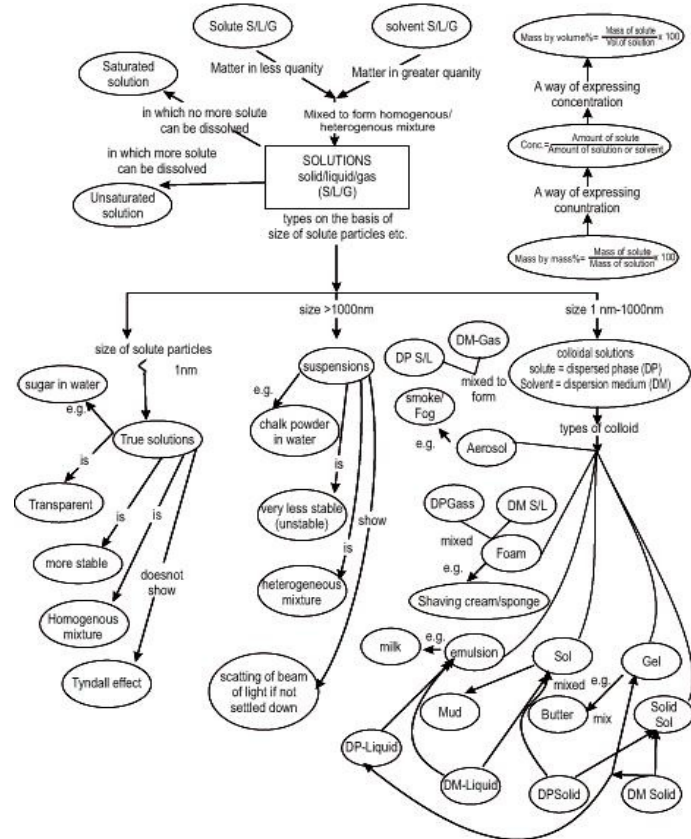 Solute S/L/G
solvent S/L/G
Matter in less quanity
Matter in greater quanity
Mixed to form homogenous/
heterogenous mixture
Saturated
solution
in which no more solute
can be dissolved
in which more solute
can be dissolved
Unsaturated
solution
SOLUTIONS
solid/liquid/gas
(S/L/G)
types on the basis of
size of solute particles etc.
Mass by volume%= Mass of solute
Vol.of solution x 100
A way of expressing
concentration
Conc.= Amount of solute
Amount of solution or solvent
A way of expressing
conuntration
Mass by mass%= Mass of solute
Mass of solution x 100
size of solute particles
1nm
sugar in water
e.g.
True solutions
is
Transparent
is
more stable
is
Homogenous
mixture
doesnot
show
Tyndall effect
size >1000nm
suspensions
e.g.
chalk powder
in water
is
very less stable
(unstable)
is
heterogeneous
mixture
show
scatting of beam
of light if not
settled down
size 1 nm-1000nm
colloidal solutions
solute = dispersed phase (DP)
Solvent = dispersion medium (DM)
types of colloid
DP S/L
DM-Gas
mixed to
form
smoke/
Fog
e.g.
Aerosol
DPGass
DM S/L
mixed
Foam
e.g.
Shaving cream/sponge
milk
e.g.
emulsion
Sol
Gel
mixed
e.g.
Mud
Butter
mix
Solid
Sol
DP-Liquid
DM-Liquid
DPSolid
DM Solid